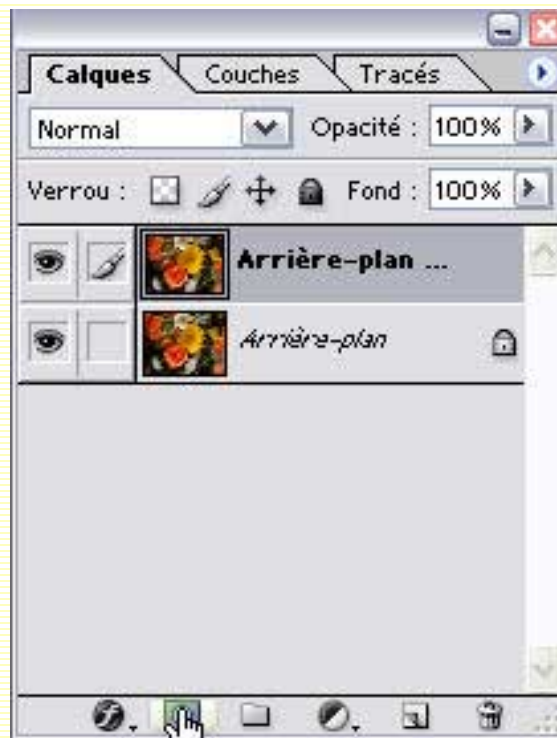 Calques Couches Tracés
Normal Opacité : 100%
Verrou : Fond : 100%
Arrière-plan ...
Arrière-plan